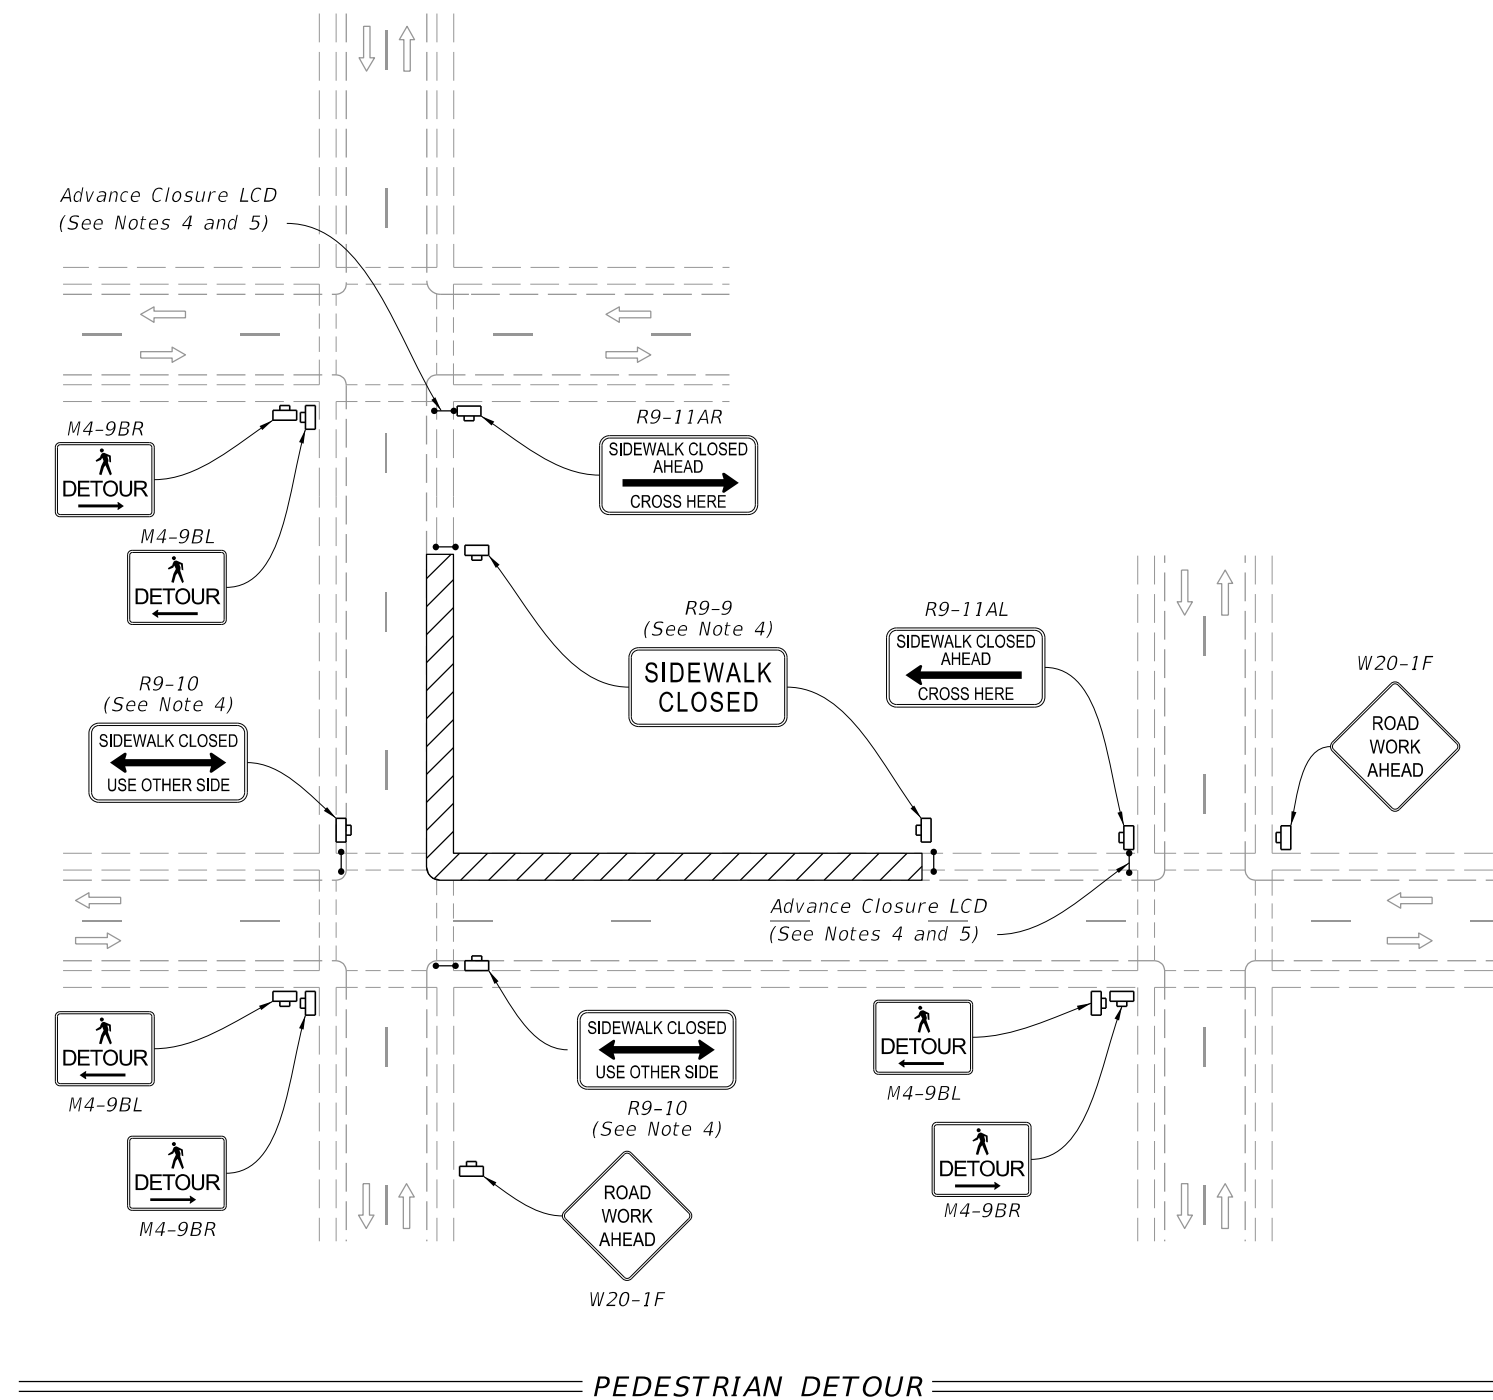 Advance Closure LCD
(See Notes 4 and 5)
M4-9BR
DETOUR
M4-9BL
DETOUR
R9-11AR
SIDEWALK CLOSED
AHEAD
CROSS HERE
R9-9
(See Note 4)
SIDEWALK
CLOSED
R9-11AL
SIDEWALK CLOSED
AHEAD
CROSS HERE
W20-1F
ROAD
WORK
AHEAD
R9-10
(See Note 4)
SIDEWALK CLOSED
USE OTHER SIDE
Advance Closure LCD
(See Notes 4 and 5)
DETOUR
M4-9BL
DETOUR
M4-9BR
SIDEWALK CLOSED
USE OTHER SIDE
R9-10
(See Note 4)
ROAD
WORK
AHEAD
W20-1F
DETOUR
M4-9BL
DETOUR
M4-9BR
PEDESTRIAN DETOUR